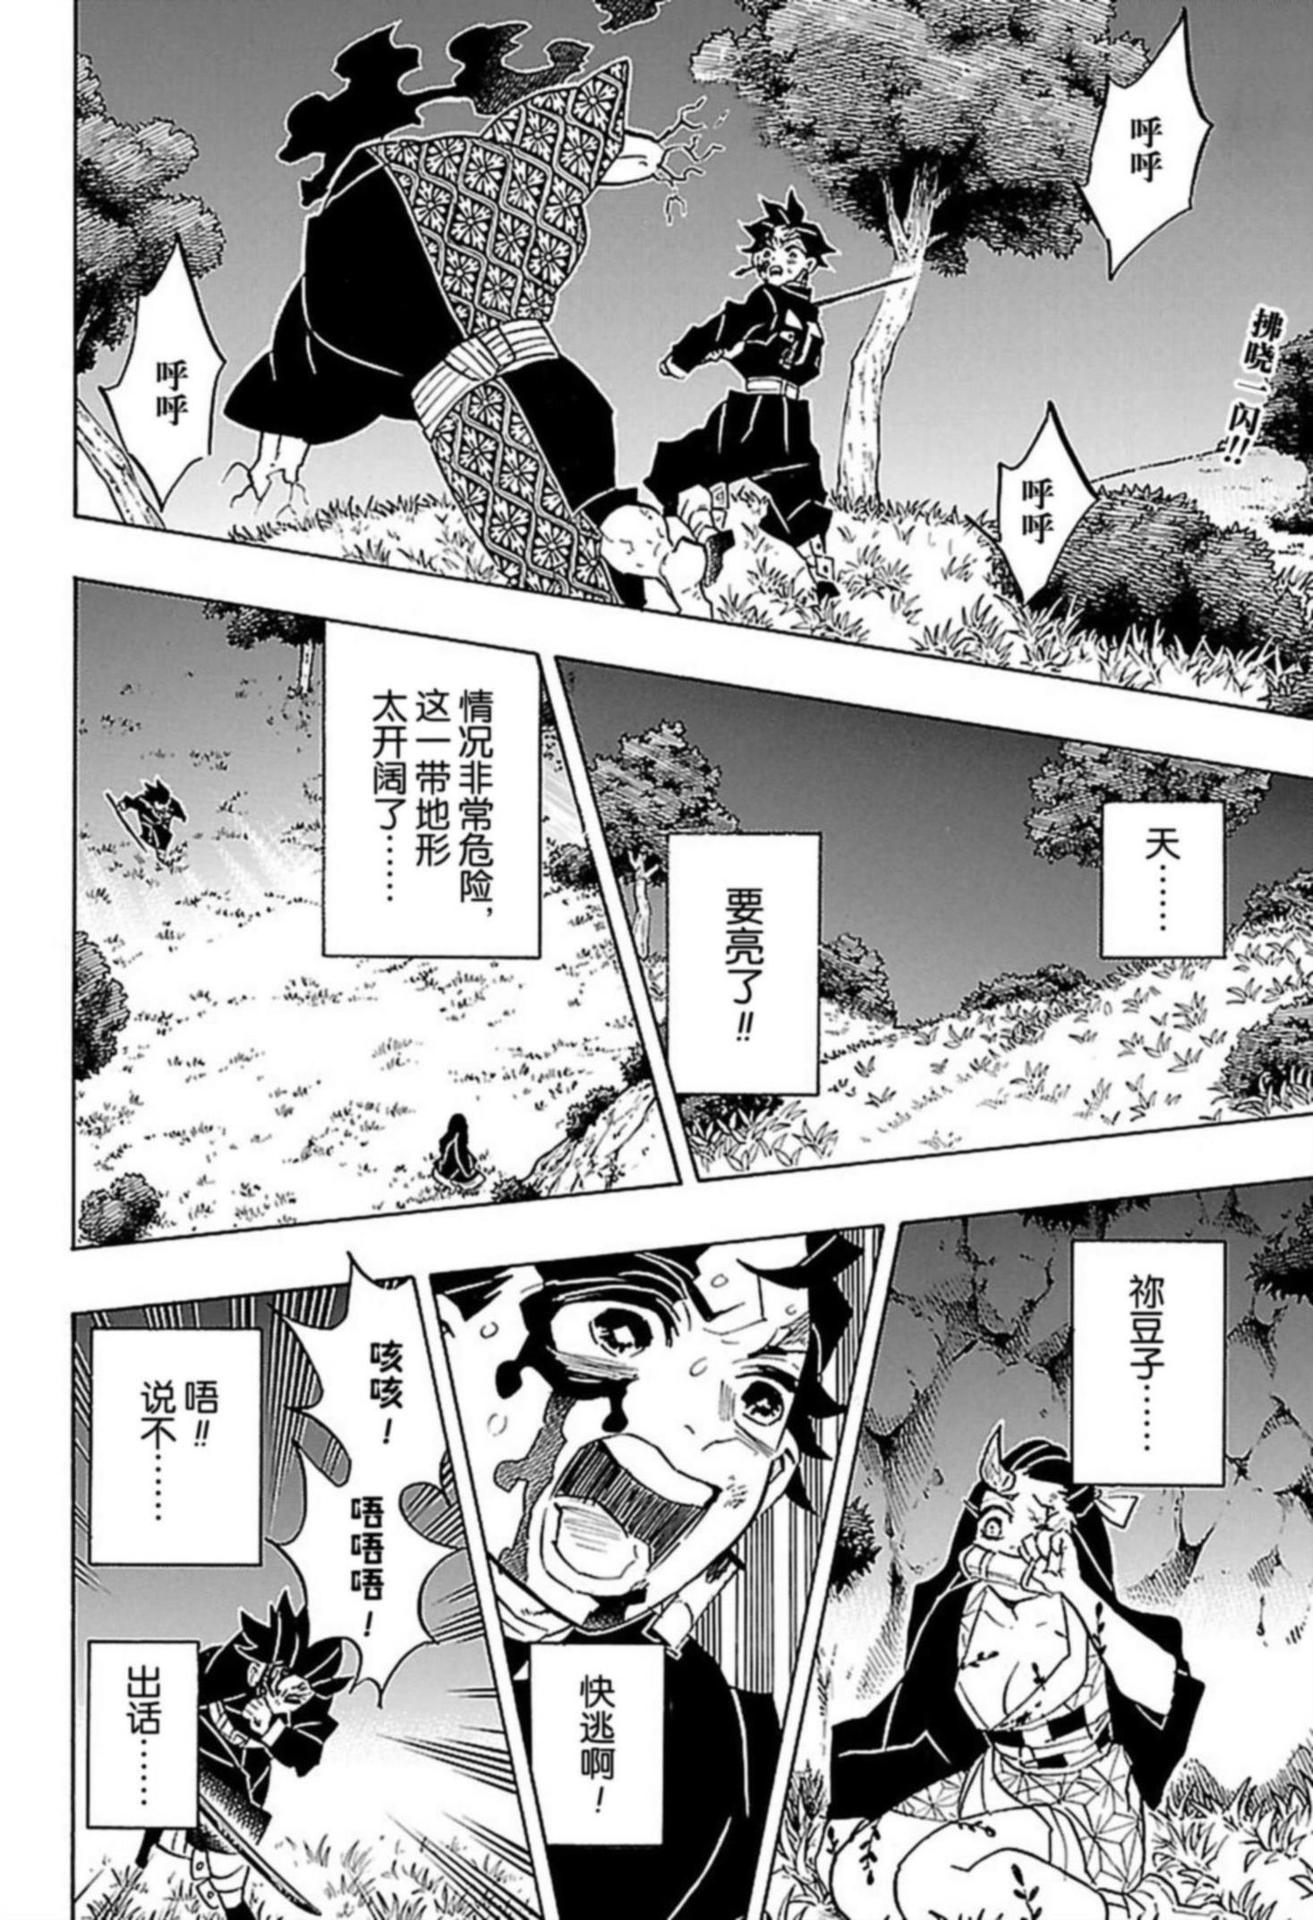 呼呼
拂晓一闪!!
呼呼
呼呼
天……
要亮了!!
情况非常危险,
这一带地形
太开阔了……
祢豆子……
快逃啊!
咳咳!
唔唔唔!
唔!!
说不……
出话……